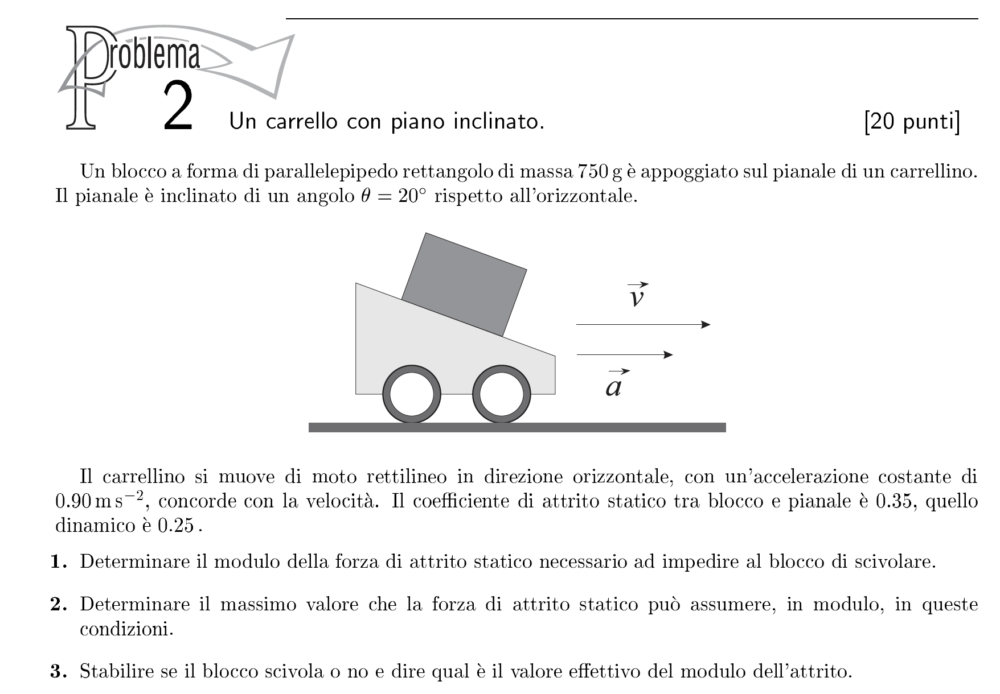 Problema
2 Un carrello con piano inclinato. [20 punti]
Un blocco a forma di parallelepipedo rettangolo di massa 750 g è appoggiato sul pianale di un carrellino.
Il pianale è inclinato di un angolo θ = 20° rispetto all'orizzontale.
v⃗
a⃗
Il carrellino si muove di moto rettilineo in direzione orizzontale, con un'accelerazione costante di
0.90 m s⁻², concorde con la velocità. Il coefficiente di attrito statico tra blocco e pianale è 0.35, quello
dinamico è 0.25 .
1. Determinare il modulo della forza di attrito statico necessario ad impedire al blocco di scivolare.
2. Determinare il massimo valore che la forza di attrito statico può assumere, in modulo, in queste
condizioni.
3. Stabilire se il blocco scivola o no e dire qual è il valore effettivo del modulo dell'attrito.